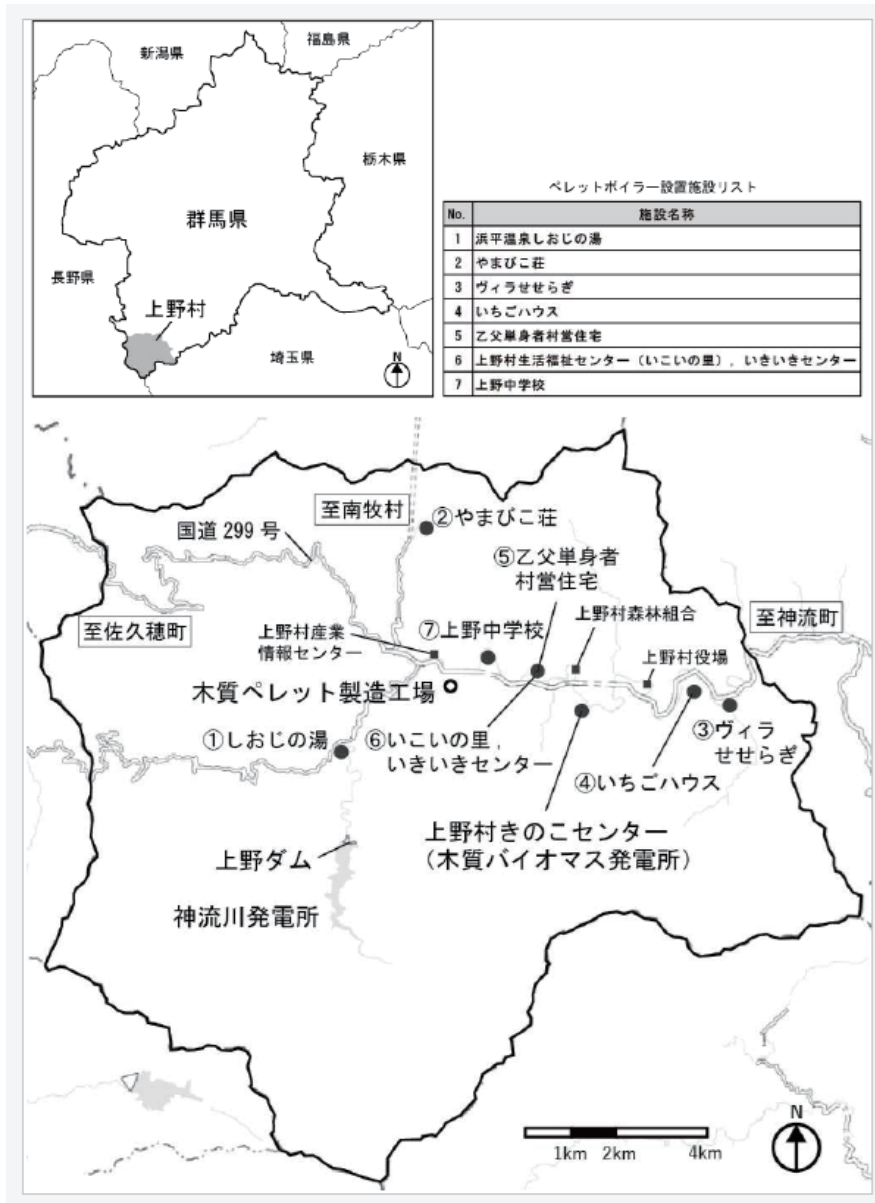 新潟県
福島県
栃木県
群馬県
長野県
上野村
埼玉県
N
ペレットボイラー設置施設リスト
No. 施設名称
1 浜平温泉しおじの湯
2 やまびこ荘
3 ヴィラせせらぎ
4 いちごハウス
5 乙父単身者村営住宅
6 上野村生活福祉センター（いこいの里），いきいきセンター
7 上野中学校
至南牧村
②やまびこ荘
国道299号
⑤乙父単身者
村営住宅
至佐久穂町
上野村産業
情報センター
⑦上野中学校
上野村森林組合
至神流町
上野村役場
木質ペレット製造工場
①しおじの湯
⑥いこいの里，
いきいきセンター
③ヴィラ
せせらぎ
④いちごハウス
上野村きのこセンター
（木質バイオマス発電所）
上野ダム
神流川発電所
1km 2km 4km
N